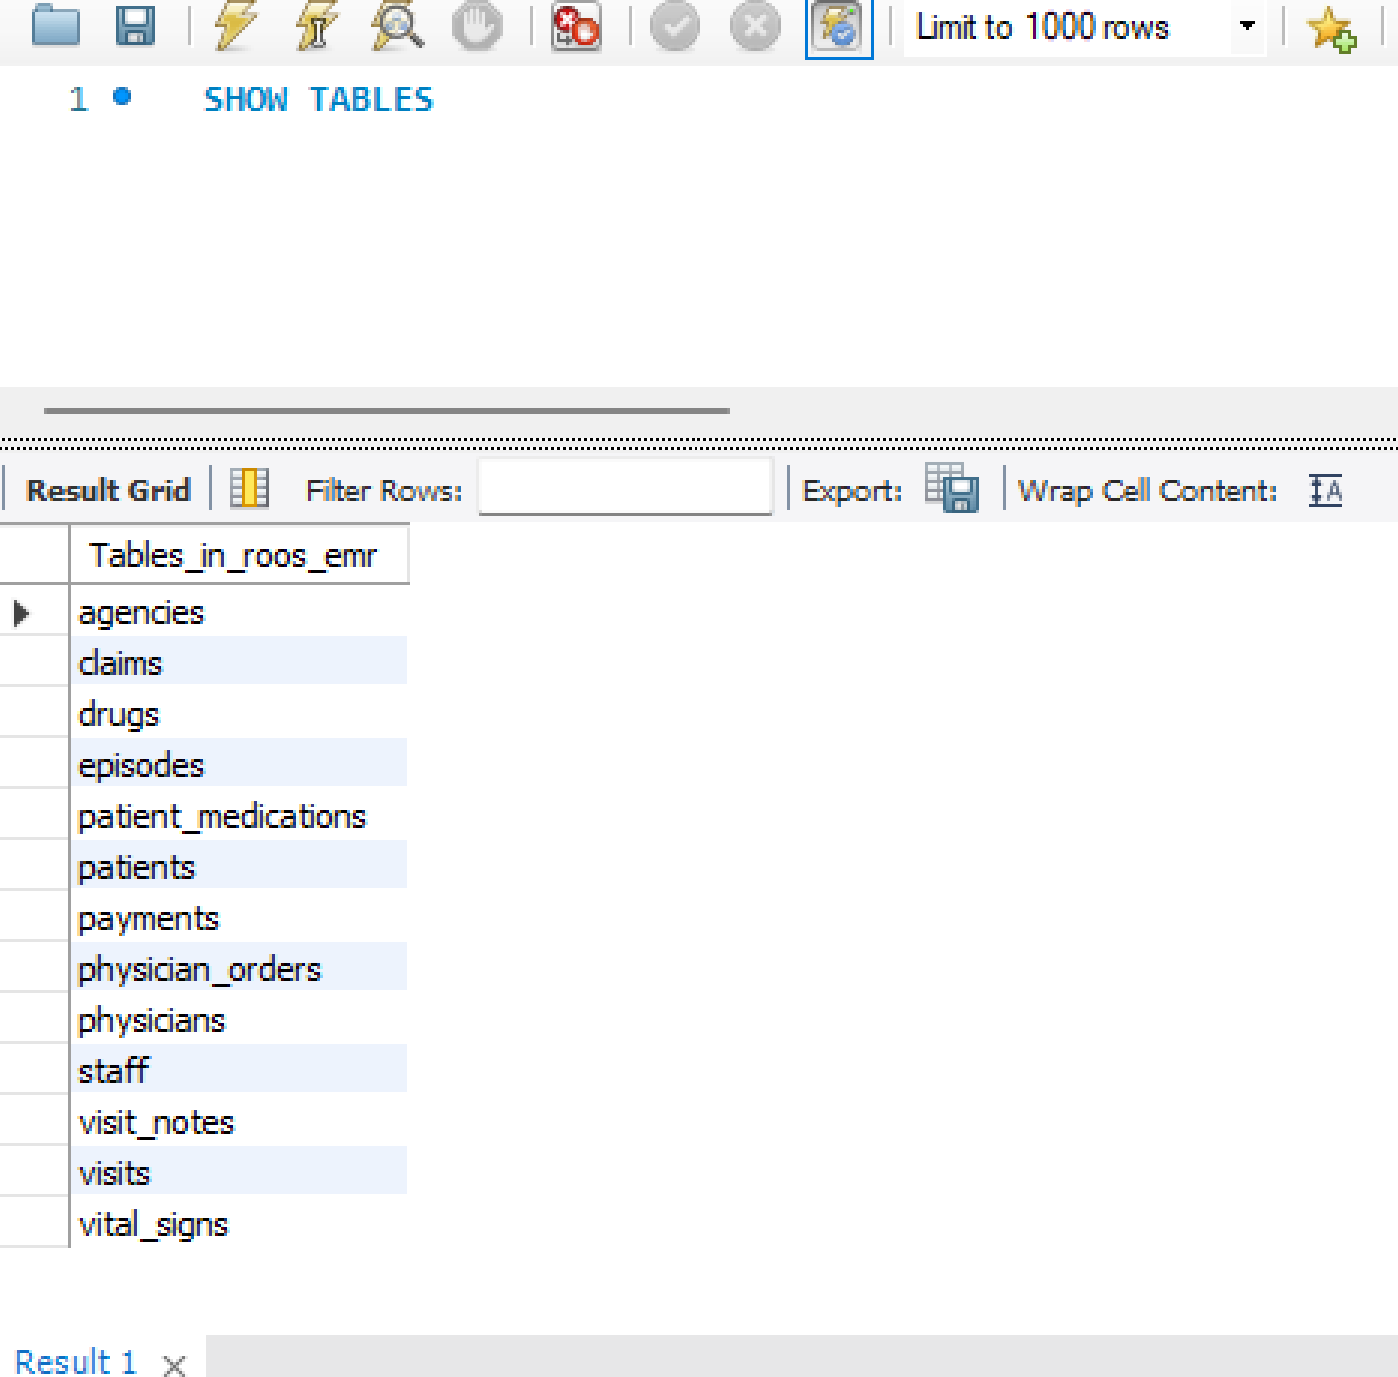 Limit to 1000 rows
1 SHOW TABLES
Result Grid Filter Rows: Export: Wrap Cell Content: A
Tables_in_roos_emr
agencies
claims
drugs
episodes
patient_medications
patients
payments
physician_orders
physicians
staff
visit_notes
visits
vital_signs
Result 1